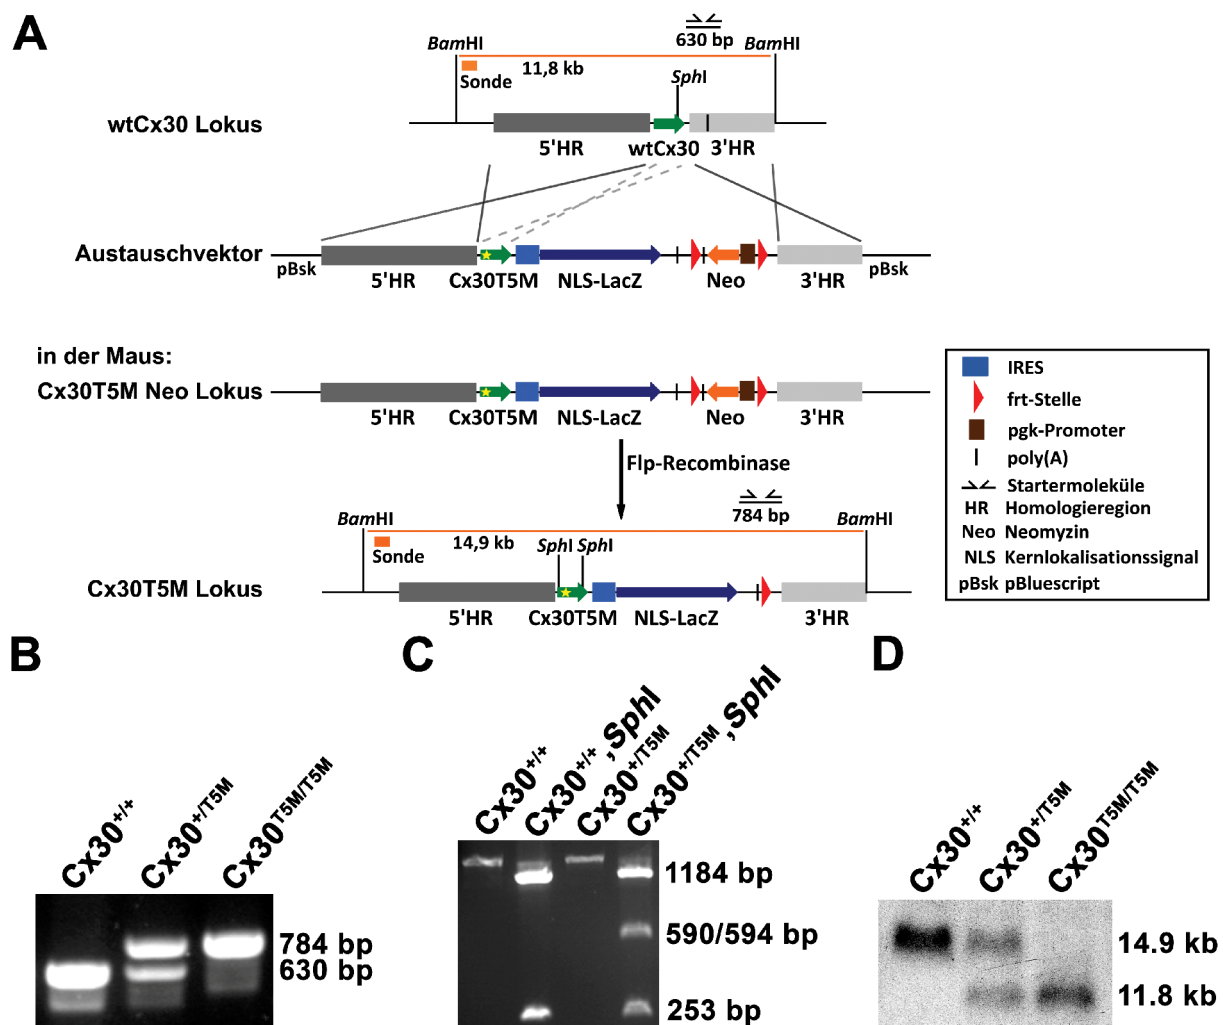 A
630 bp
BamHI
BamHI
11,8 kb
Sonde
SphI
wtCx30 Lokus
5'HR
wtCx30
3'HR
Austauschvektor
pBsk
pBsk
5'HR
Cx30T5M
NLS-LacZ
Neo
3'HR
in der Maus:
Cx30T5M Neo Lokus
5'HR
Cx30T5M
NLS-LacZ
Neo
3'HR
Flp-Recombinase
784 bp
BamHI
BamHI
14,9 kb
Sonde
SphI
SphI
Cx30T5M Lokus
5'HR
Cx30T5M
NLS-LacZ
3'HR
IRES
frt-Stelle
pgk-Promoter
poly(A)
Startermoleküle
HR Homologieregion
Neo Neomyzin
NLS Kernlokalisationssignal
pBsk pBluescript
B
Cx30+/+
Cx30+/T5M
Cx30T5M/T5M
784 bp
630 bp
C
Cx30+/+
Cx30+/+ ,SphI
Cx30+/T5M
Cx30+/T5M ,SphI
1184 bp
590/594 bp
253 bp
D
Cx30+/+
Cx30+/T5M
Cx30T5M/T5M
14.9 kb
11.8 kb